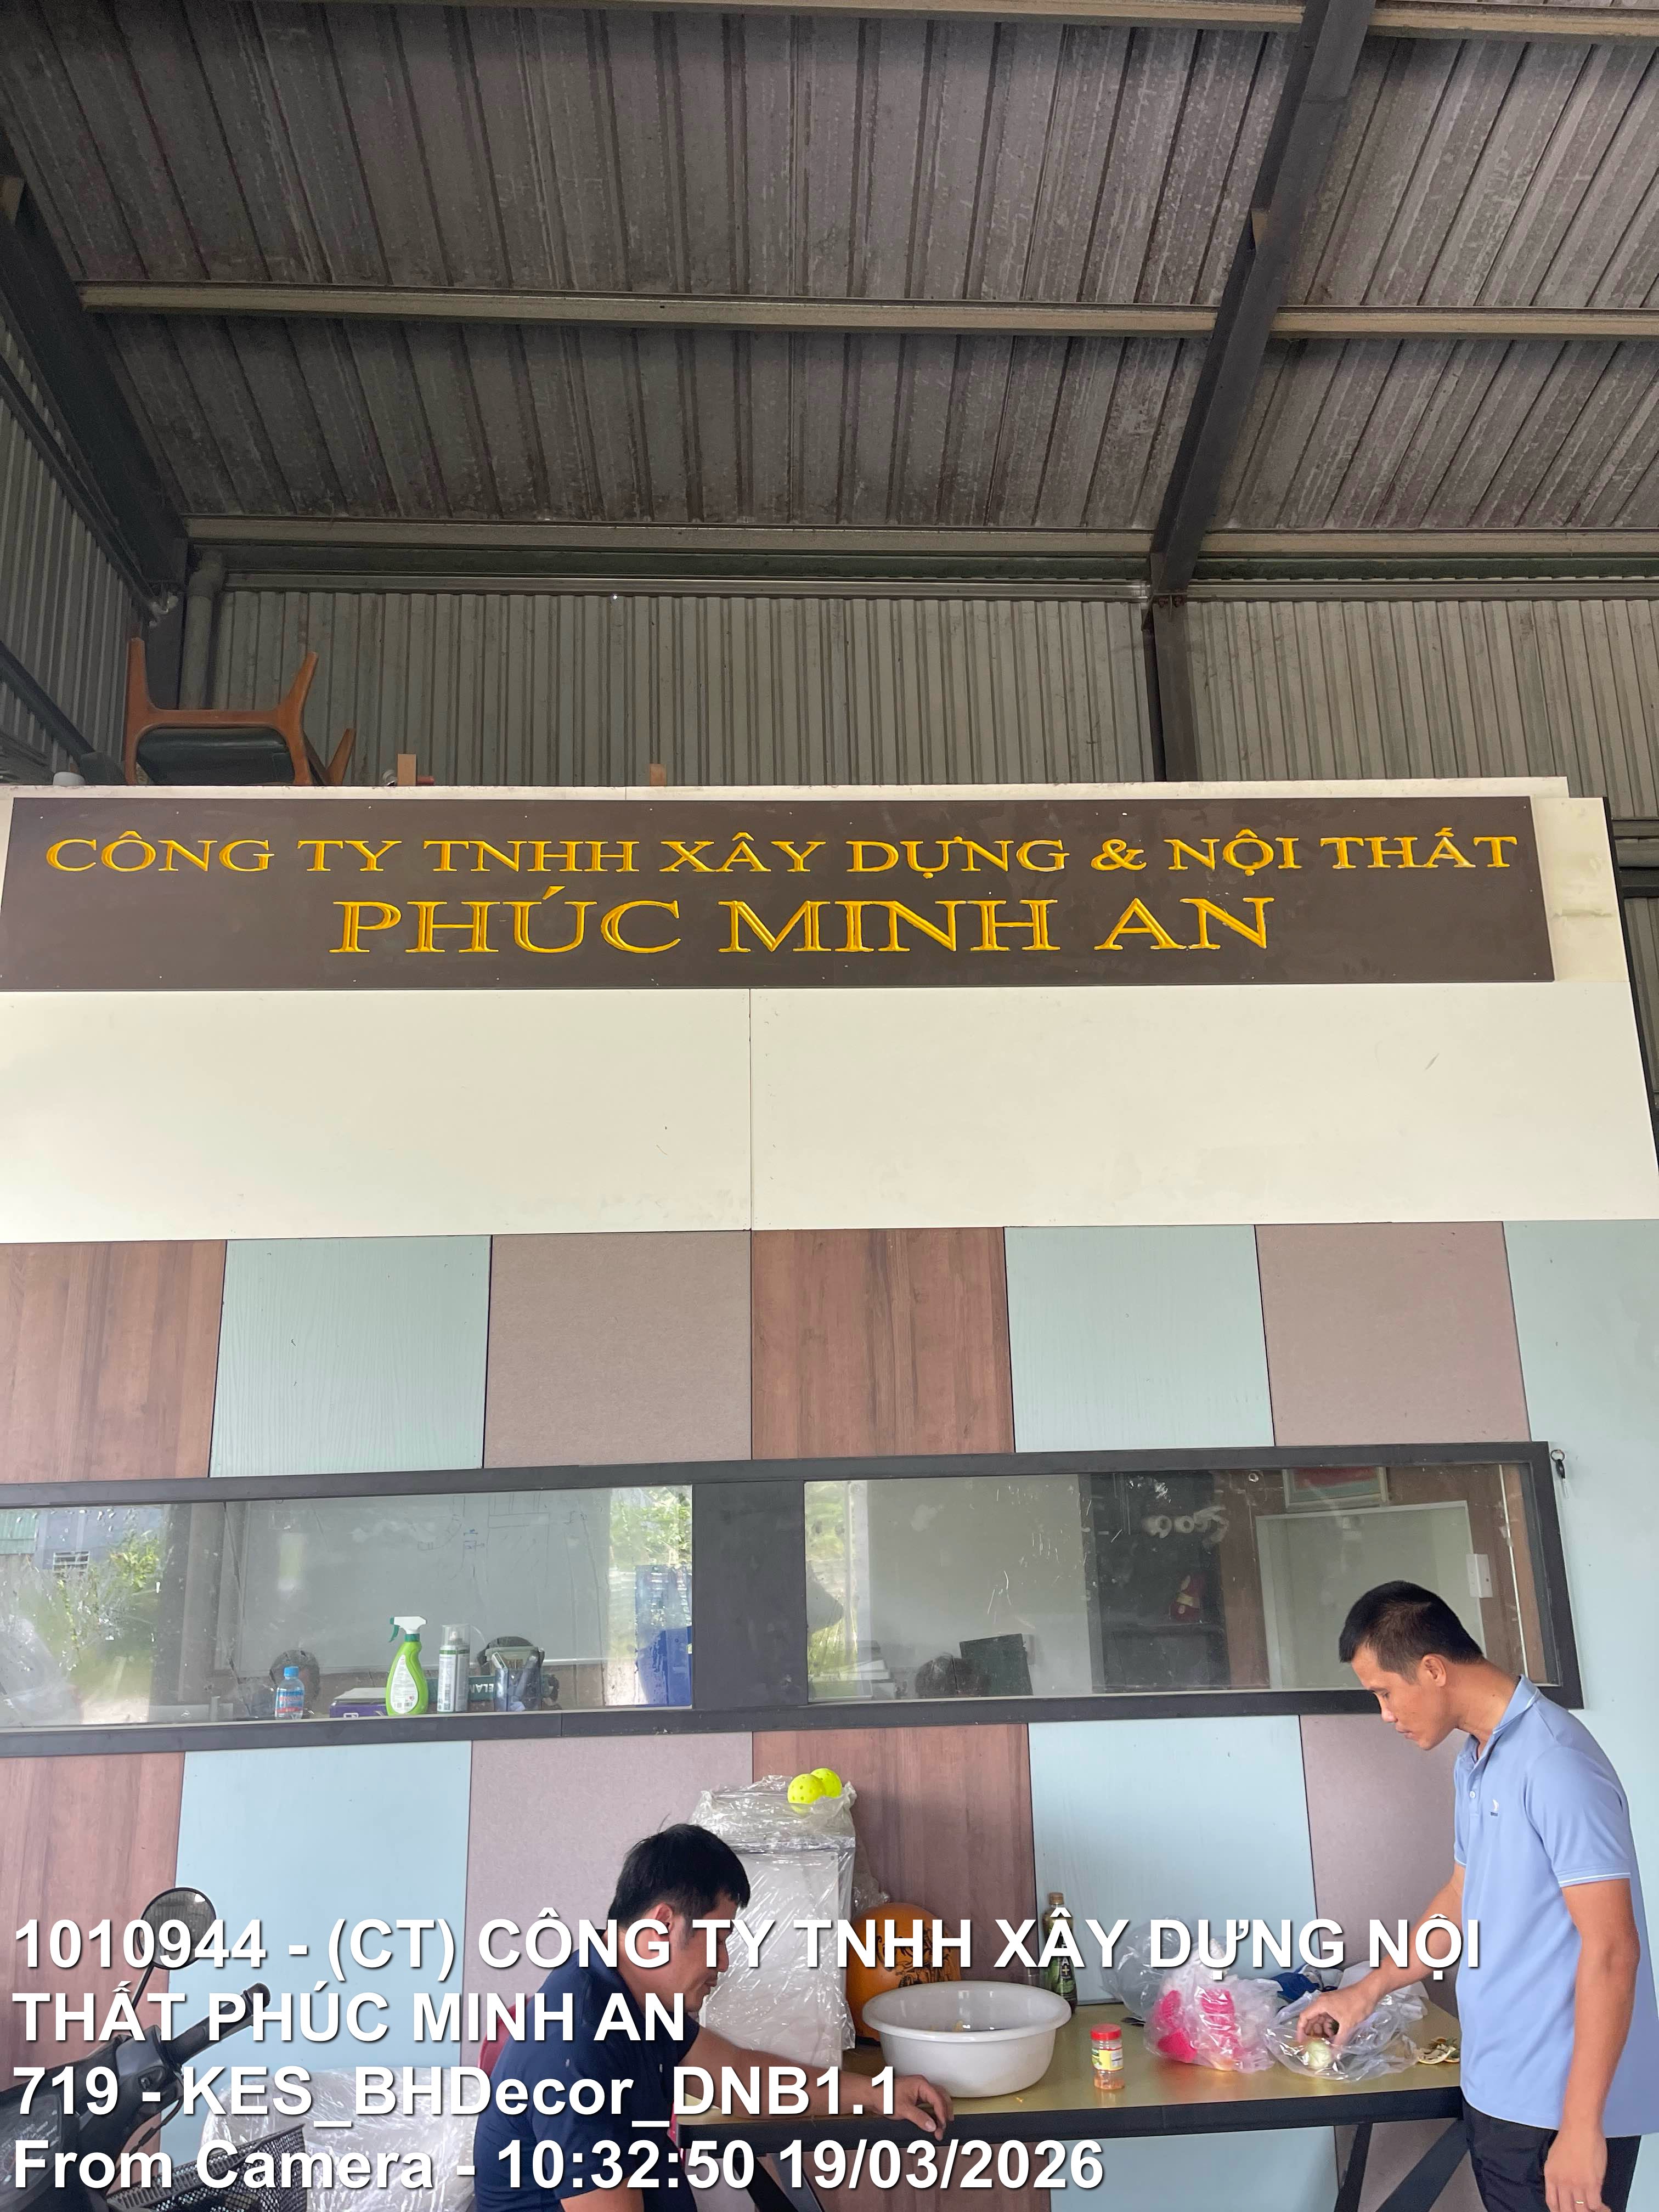 CÔNG TY TNHH XÂY DỰNG & NỘI THẤT
PHÚC MINH AN
1010944 - (CT) CÔNG TY TNHH XÂY DỰNG NỘI
THẤT PHÚC MINH AN
719 - KES_BHDecor_DNB1.1
From Camera - 10:32:50 19/03/2026